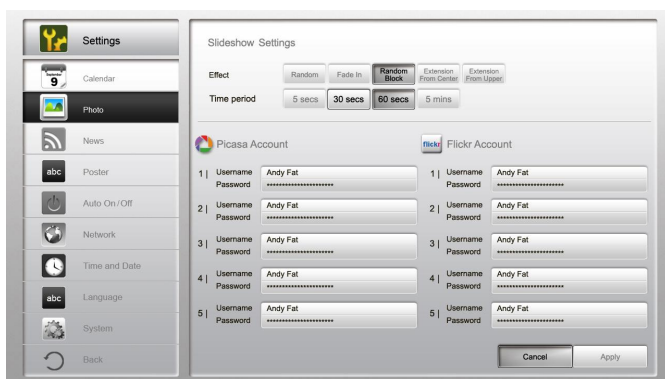 Settings
September
9
Calendar
Photo
News
abc Poster
Auto On/Off
Network
Time and Date
abc Language
System
Back
Slideshow Settings
Effect Random Fade In Random Block Extension From Center Extension From Upper
Time period 5 secs 30 secs 60 secs 5 mins
Picasa Account
1| Username Andy Fat
Password ***********************
2| Username Andy Fat
Password ***********************
3| Username Andy Fat
Password ***********************
4| Username Andy Fat
Password ***********************
5| Username Andy Fat
Password ***********************
flickr Flickr Account
1| Username Andy Fat
Password ***********************
2| Username Andy Fat
Password ***********************
3| Username Andy Fat
Password ***********************
4| Username Andy Fat
Password ***********************
5| Username Andy Fat
Password ***********************
Cancel Apply